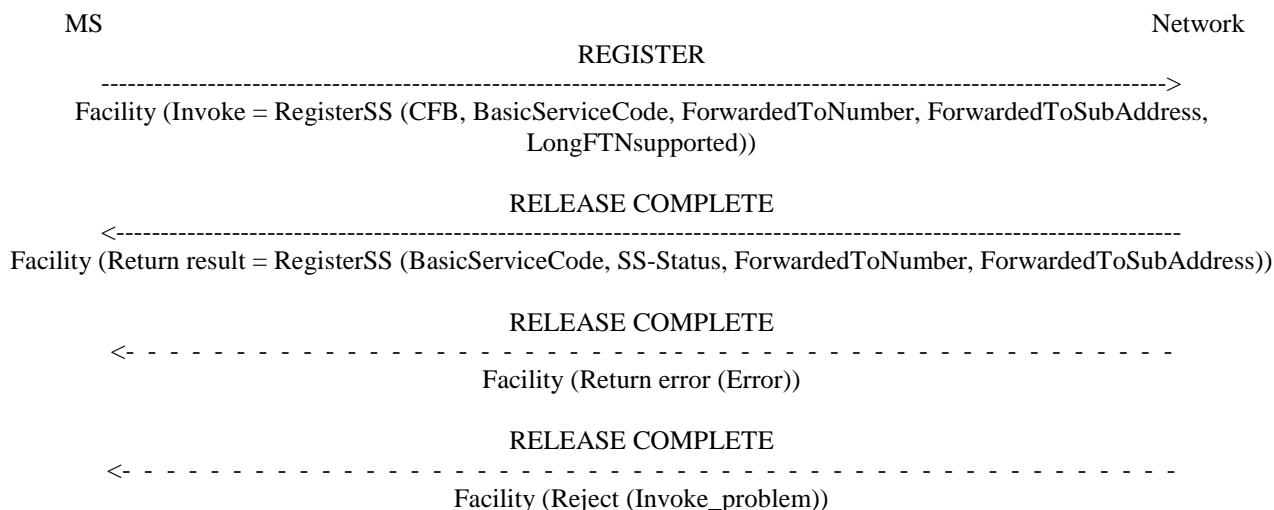 MS Network
REGISTER
------------------------------------------------------------------------------------------------------------------------>
Facility (Invoke = RegisterSS (CFB, BasicServiceCode, ForwardedToNumber, ForwardedToSubAddress,
LongFTNsupported))
RELEASE COMPLETE
<------------------------------------------------------------------------------------------------------------------------
Facility (Return result = RegisterSS (BasicServiceCode, SS-Status, ForwardedToNumber, ForwardedToSubAddress))
RELEASE COMPLETE
<- - - - - - - - - - - - - - - - - - - - - - - - - - - -- - - - - - - - - - - - - - - - - - - - - - - - - - - -
Facility (Return error (Error))
RELEASE COMPLETE
<- - - - - - - - - - - - - - - - - - - - - - - - - - - - - - - - - - - - - - - - - - - - - - - - - - - - - - - -
Facility (Reject (Invoke_problem))